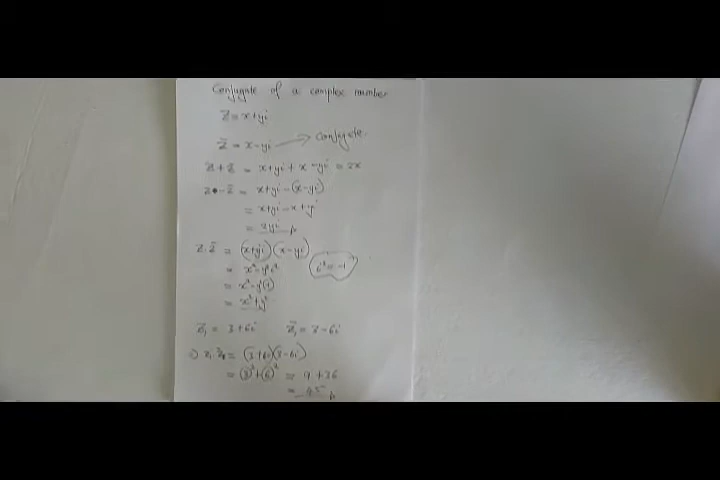 Conjugate of a complex number
Z = x+yi
Z̄ = x-yi → Conjugate.
Z + Z̄ = x+yi + x-yi = 2x
Z - Z̄ = x+yi - (x-yi)
= x+yi - x+yi
= 2yi
Z.Z̄ = (x+yi)(x-yi)
= x²-y²i² i² = -1
= x²-y²(-1)
= x²+y²
Z₁ = 3+6i Z̄₁ = 3-6i
Z₁.Z̄₁ = (3+6i)(3-6i)
= (3)²+(6)² = 9+36
= 45